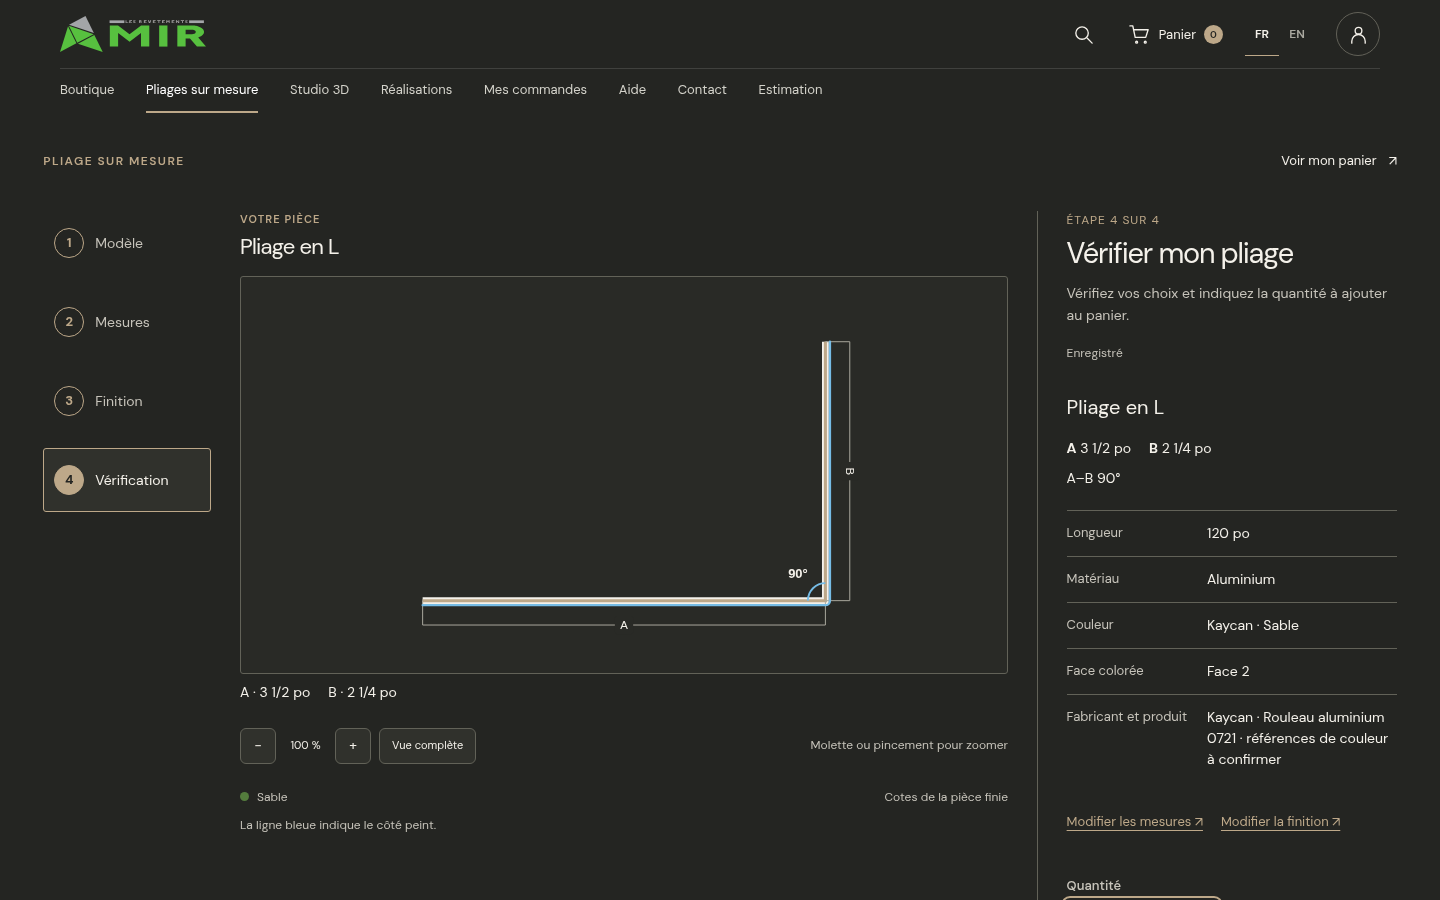 LES REVÊTEMENTS
MIR
Panier 0
FR EN
Boutique Pliages sur mesure Studio 3D Réalisations Mes commandes Aide Contact Estimation
PLIAGE SUR MESURE
Voir mon panier
1 Modèle
2 Mesures
3 Finition
4 Vérification
VOTRE PIÈCE
Pliage en L
B
90°
A
A · 3 1/2 po B · 2 1/4 po
− 100 % + Vue complète
Molette ou pincement pour zoomer
Sable
Cotes de la pièce finie
La ligne bleue indique le côté peint.
ÉTAPE 4 SUR 4
Vérifier mon pliage
Vérifiez vos choix et indiquez la quantité à ajouter
au panier.
Enregistré
Pliage en L
A 3 1/2 po B 2 1/4 po
A–B 90°
Longueur 120 po
Matériau Aluminium
Couleur Kaycan · Sable
Face colorée Face 2
Fabricant et produit Kaycan · Rouleau aluminium
0721 · références de couleur
à confirmer
Modifier les mesures Modifier la finition
Quantité